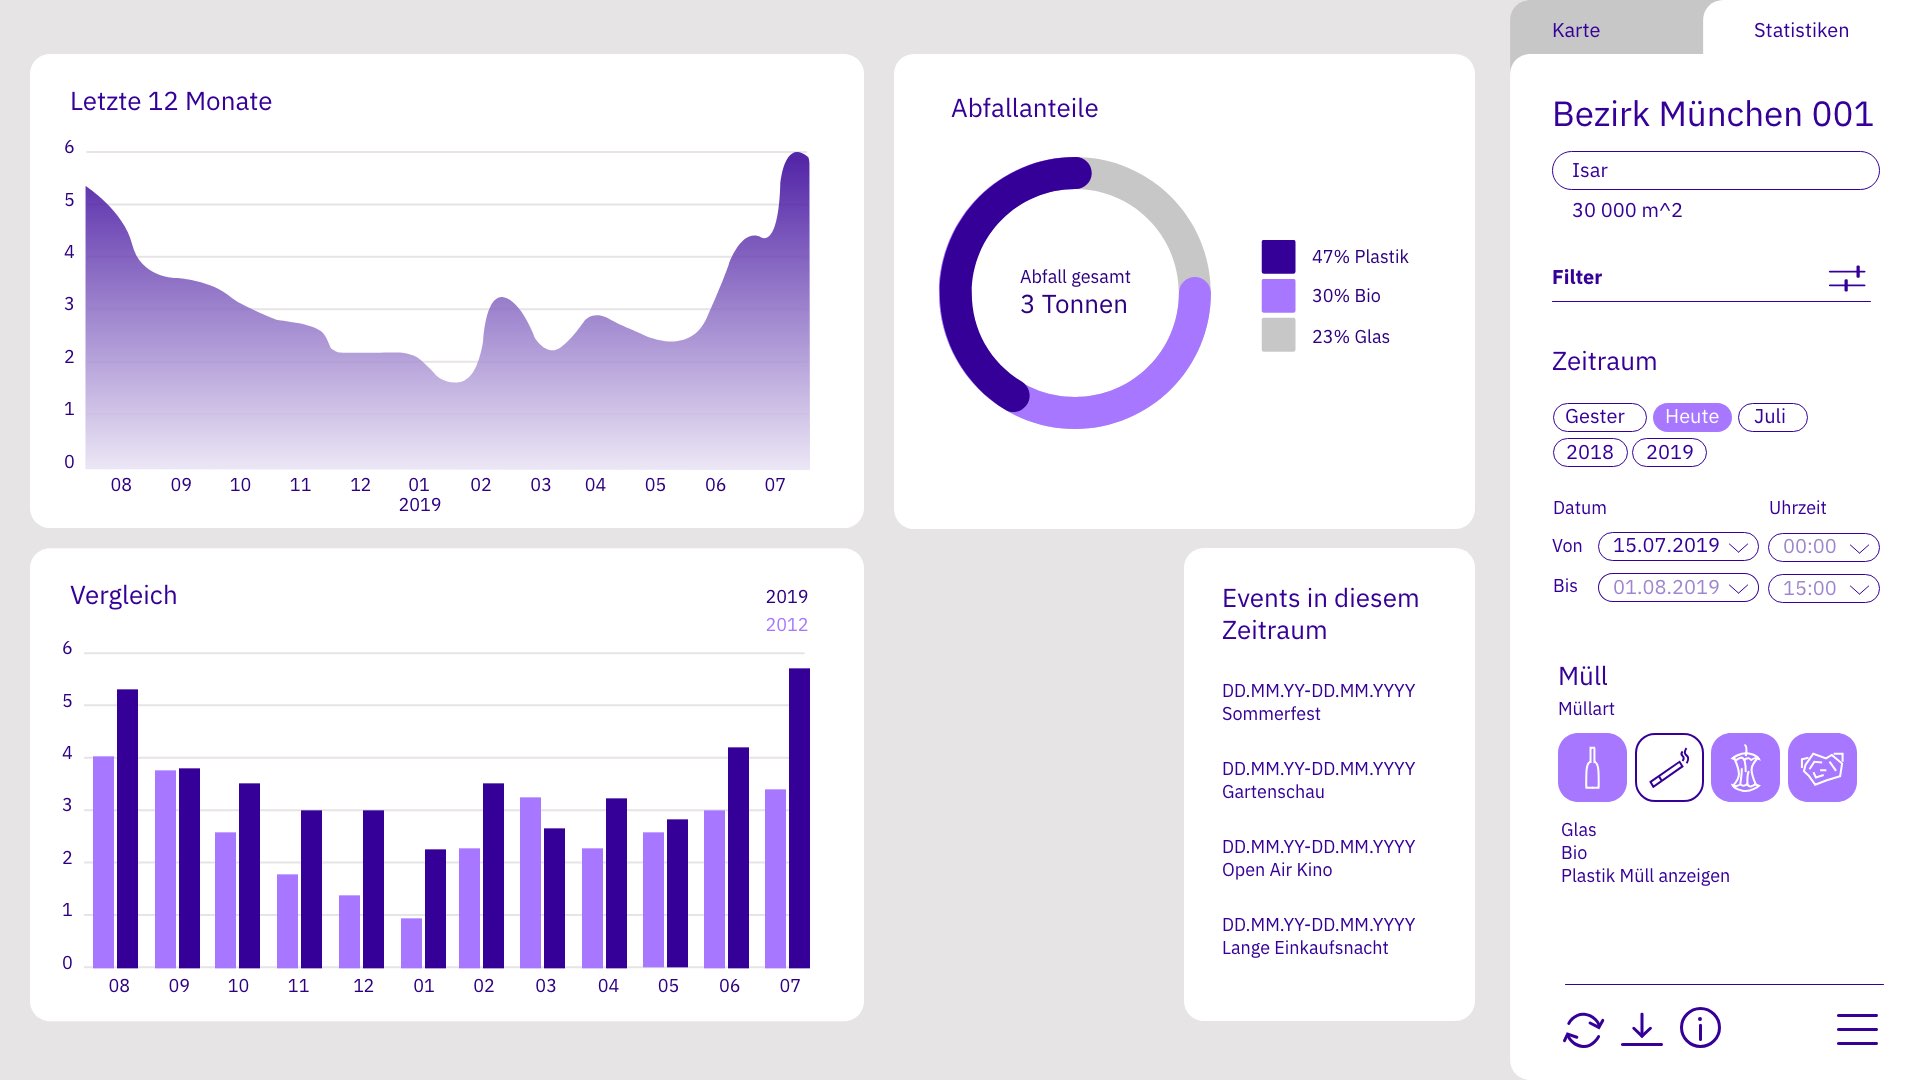 Karte
Statistiken
Letzte 12 Monate
6
5
4
3
2
1
0
08 09 10 11 12 01 02 03 04 05 06 07
2019
Abfallanteile
Abfall gesamt
3 Tonnen
47% Plastik
30% Bio
23% Glas
Vergleich
2019
2012
6
5
4
3
2
1
0
08 09 10 11 12 01 02 03 04 05 06 07
Events in diesem
Zeitraum
DD.MM.YY-DD.MM.YYYY
Sommerfest
DD.MM.YY-DD.MM.YYYY
Gartenschau
DD.MM.YY-DD.MM.YYYY
Open Air Kino
DD.MM.YY-DD.MM.YYYY
Lange Einkaufsnacht
Bezirk München 001
Isar
30 000 m^2
Filter
Zeitraum
Gester Heute Juli
2018 2019
Datum Uhrzeit
Von 15.07.2019 00:00
Bis 01.08.2019 15:00
Müll
Müllart
Glas
Bio
Plastik Müll anzeigen